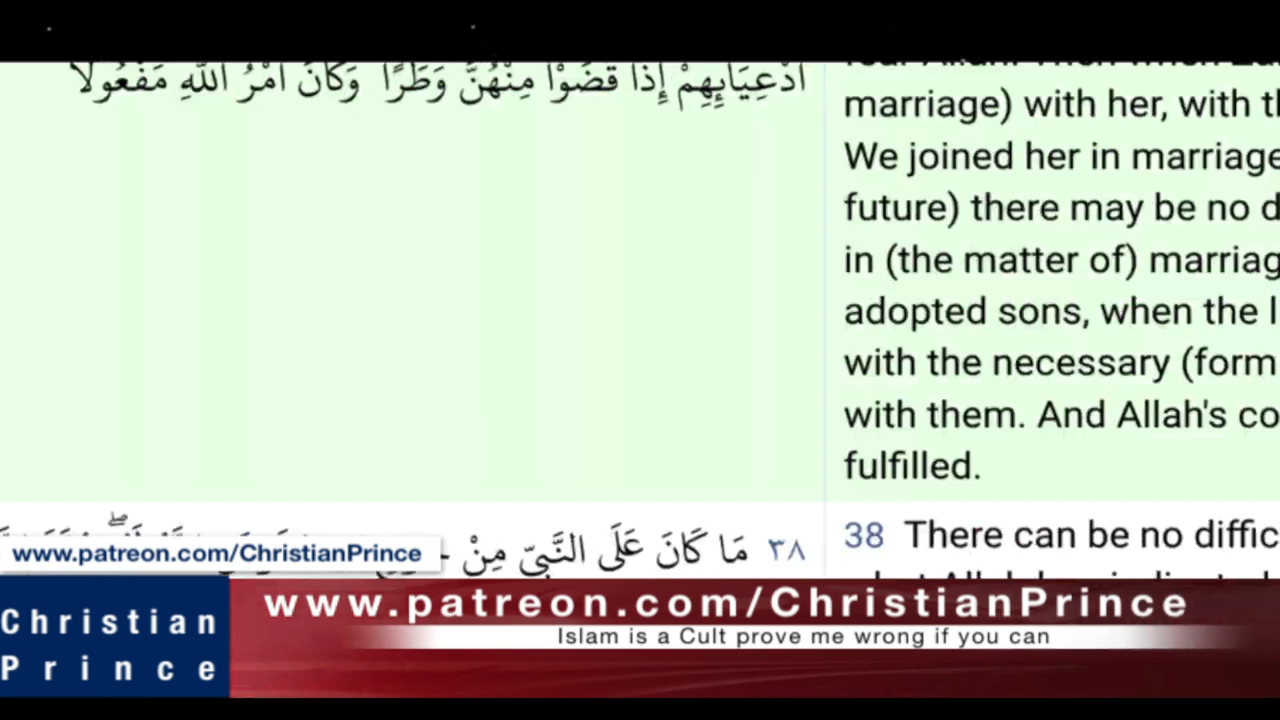 أَدْعِيَائِهِمْ إِذَا قَضَوْا مِنْهُنَّ وَطَرًا وَكَانَ أَمْرُ اللَّهِ مَفْعُولًا
marriage) with her, with th
We joined her in marriage
future) there may be no d
in (the matter of) marriag
adopted sons, when the l
with the necessary (form
with them. And Allah's co
fulfilled.
٣٨ مَا كَانَ عَلَى النَّبِيِّ مِنْ
38 There can be no diffic
www.patreon.com/ChristianPrince
Christian
Prince
www.patreon.com/ChristianPrince
Islam is a Cult prove me wrong if you can